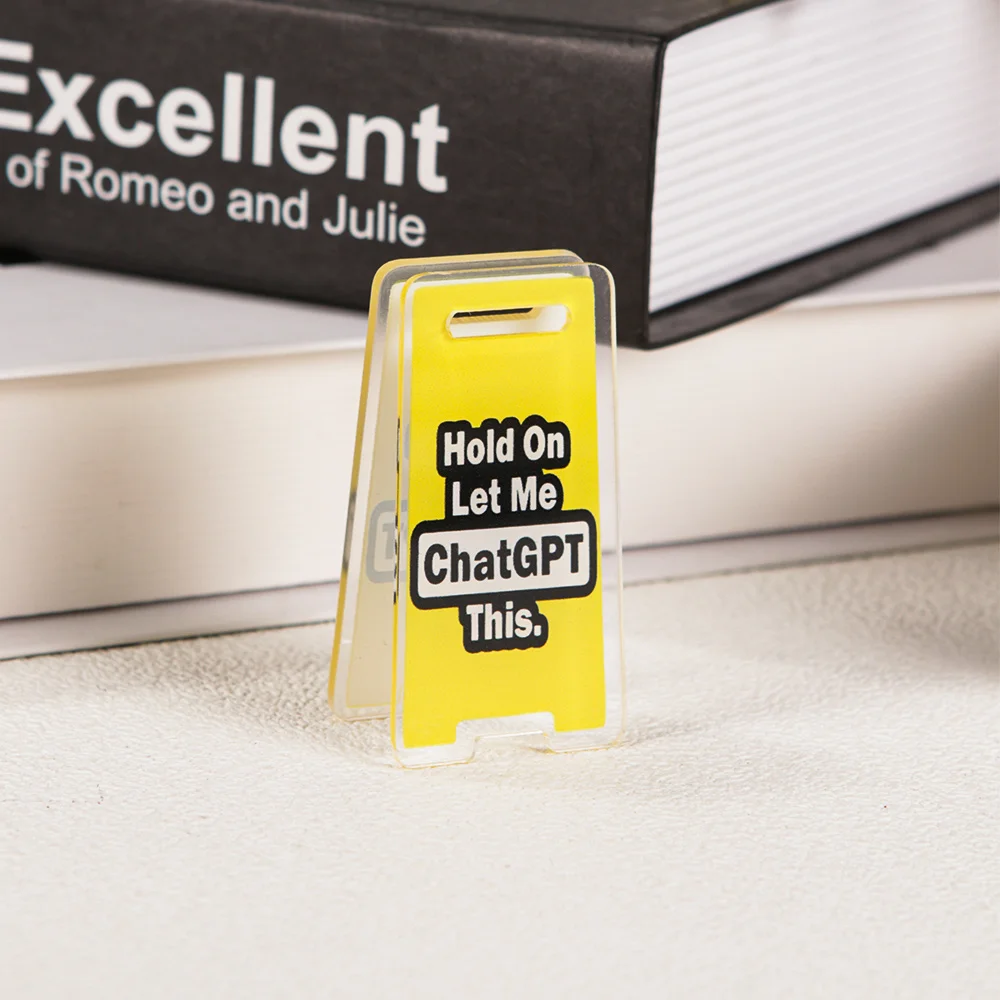 Excellent
of Romeo and Julie
Hold On
Let Me
ChatGPT
This.